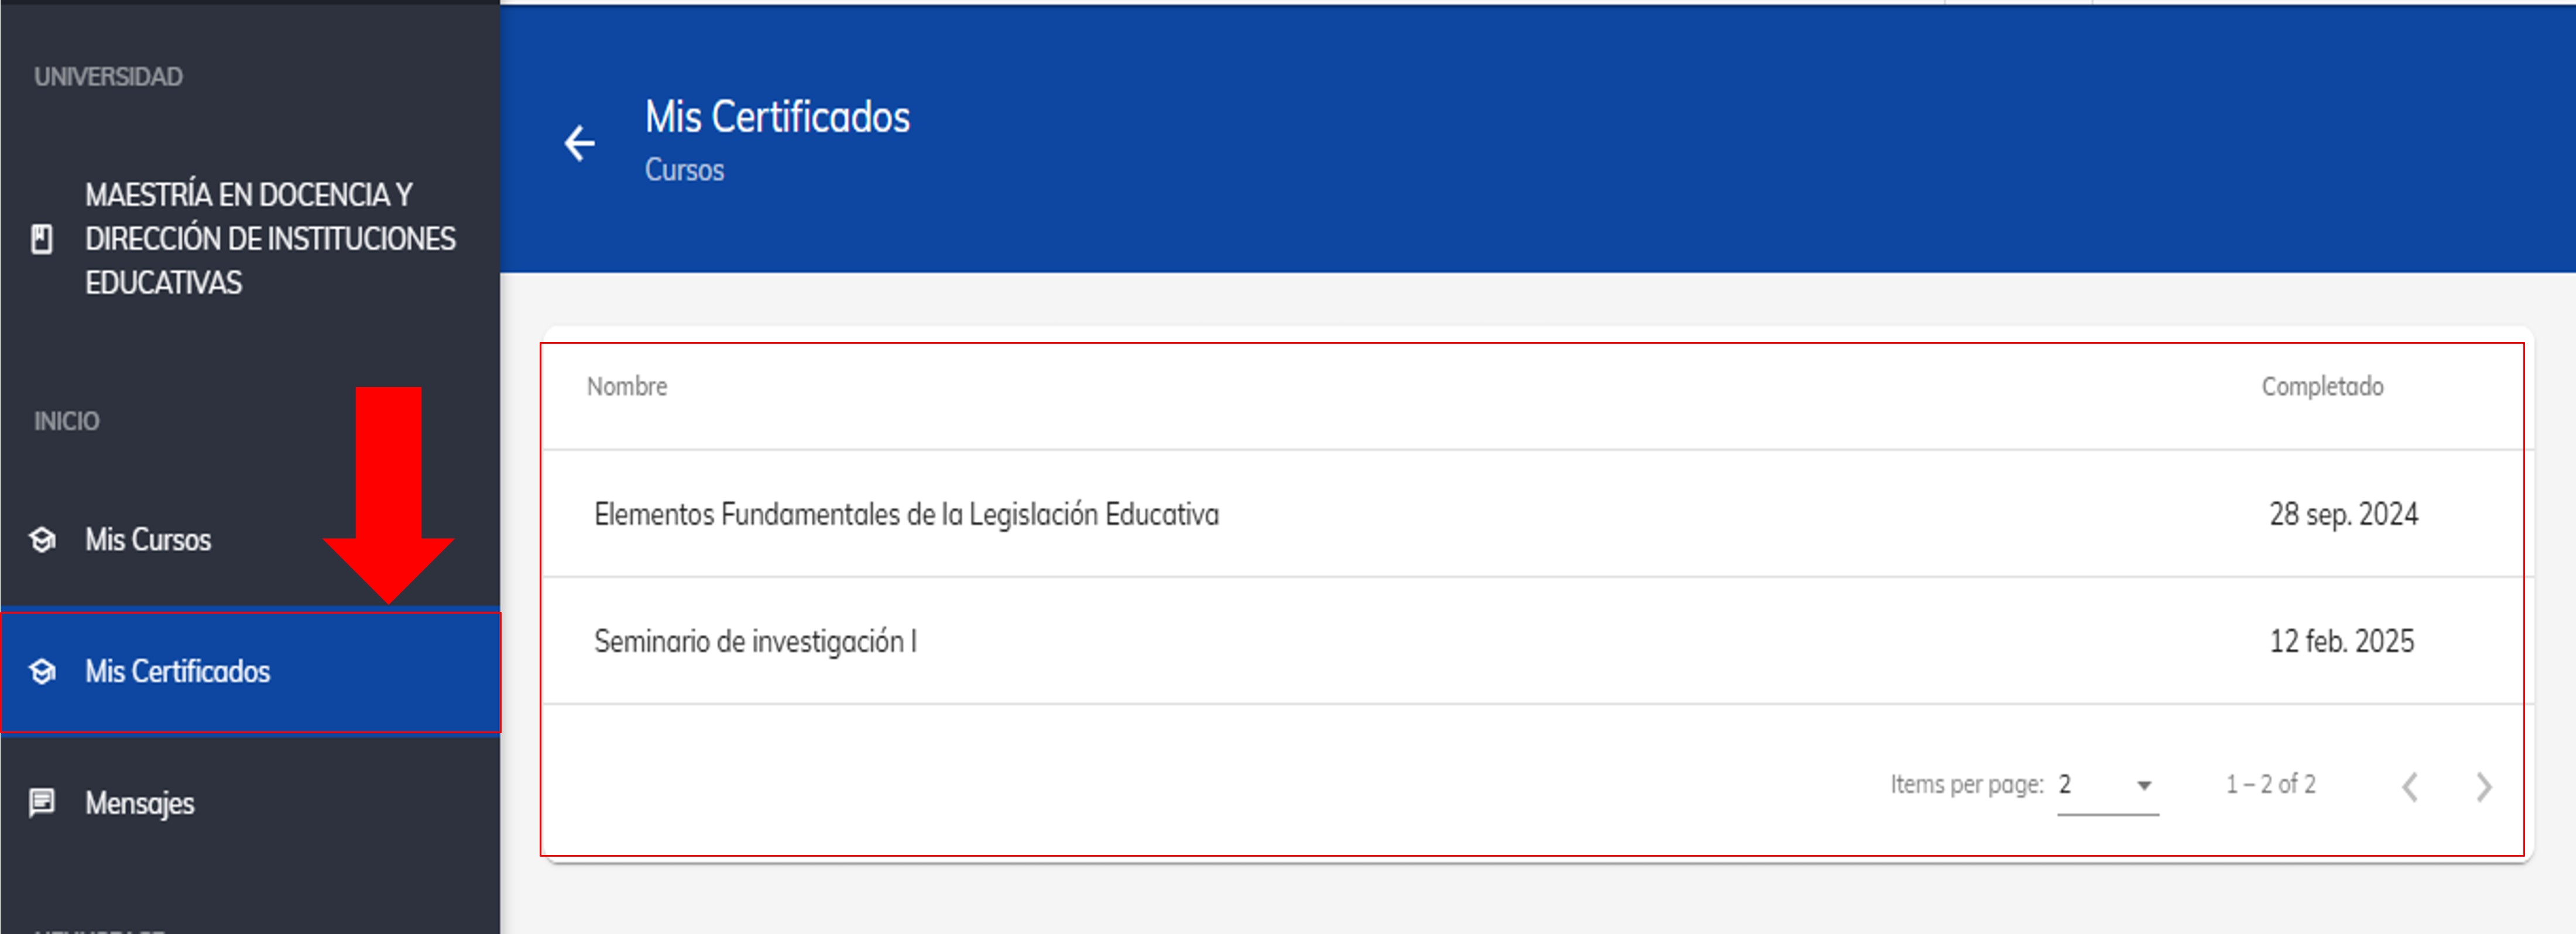 UNIVERSIDAD
MAESTRÍA EN DOCENCIA Y
DIRECCIÓN DE INSTITUCIONES
EDUCATIVAS
INICIO
Mis Cursos
Mis Certificados
Mensajes
Mis Certificados
Cursos
Nombre Completado
Elementos Fundamentales de la Legislación Educativa 28 sep. 2024
Seminario de investigación I 12 feb. 2025
Items per page: 2 1 – 2 of 2